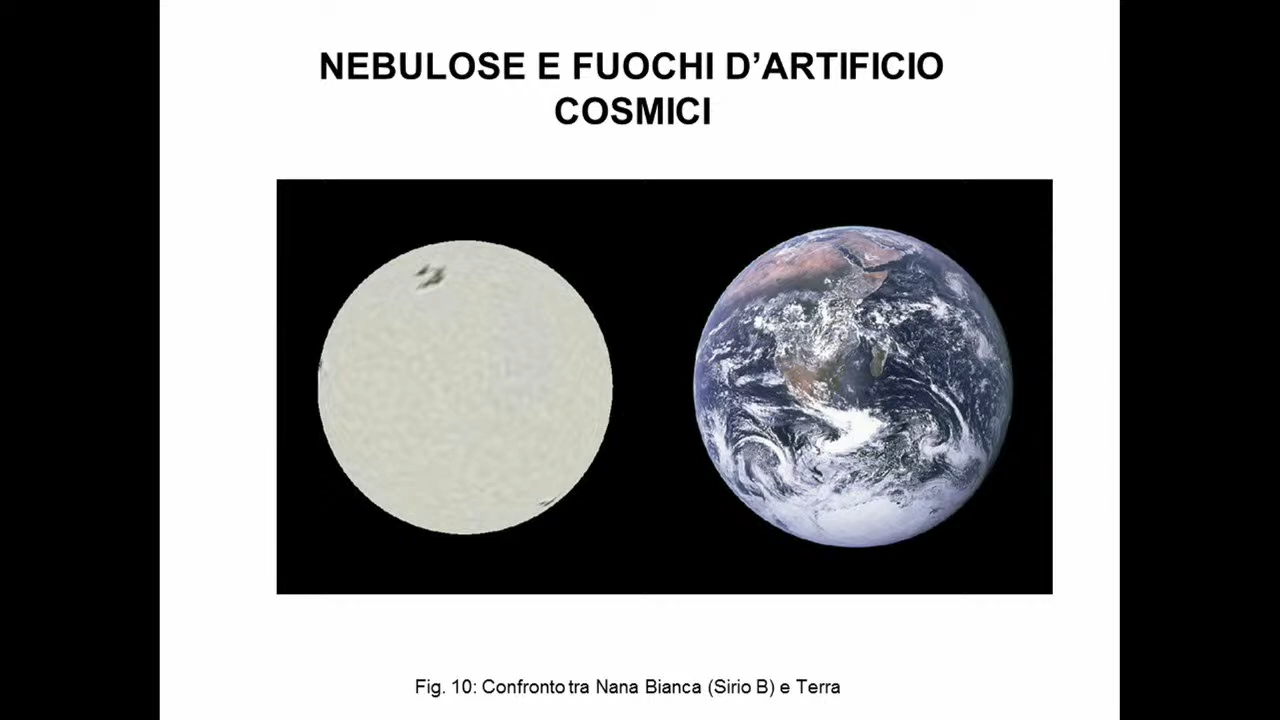 NEBULOSE E FUOCHI D’ARTIFICIO
COSMICI
Fig. 10: Confronto tra Nana Bianca (Sirio B) e Terra